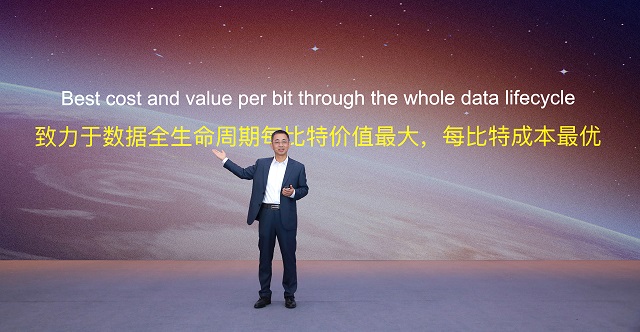 Best cost and value per bit through the whole data lifecycle
致力于数据全生命周期每比特价值最大，每比特成本最优